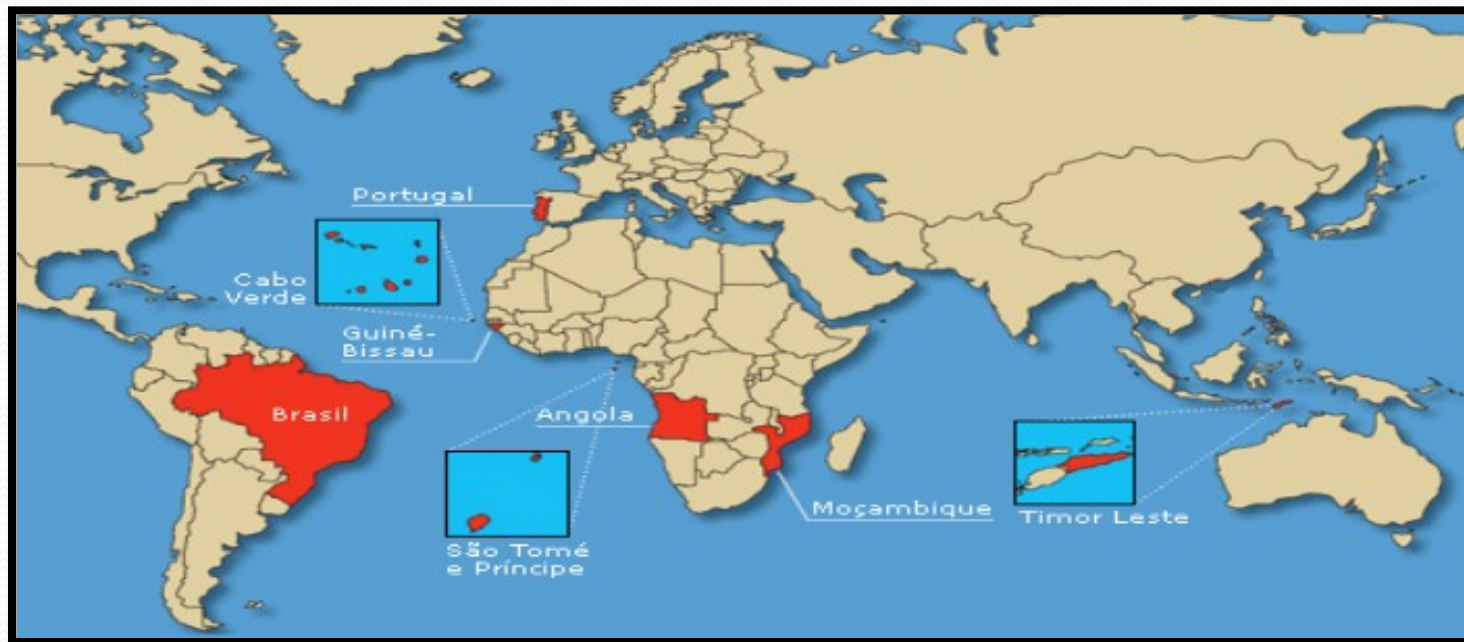 Portugal
Cabo
Verde
Guiné-
Bissau
Brasil
Angola
Moçambique
Timor Leste
São Tomé
e Príncipe